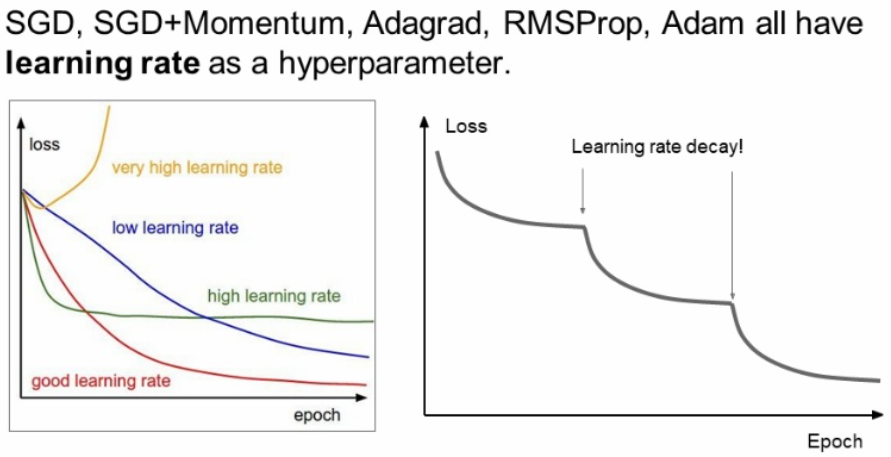 SGD, SGD+Momentum, Adagrad, RMSProp, Adam all have
learning rate as a hyperparameter.
loss
very high learning rate
low learning rate
high learning rate
good learning rate
epoch
Loss
Learning rate decay!
Epoch